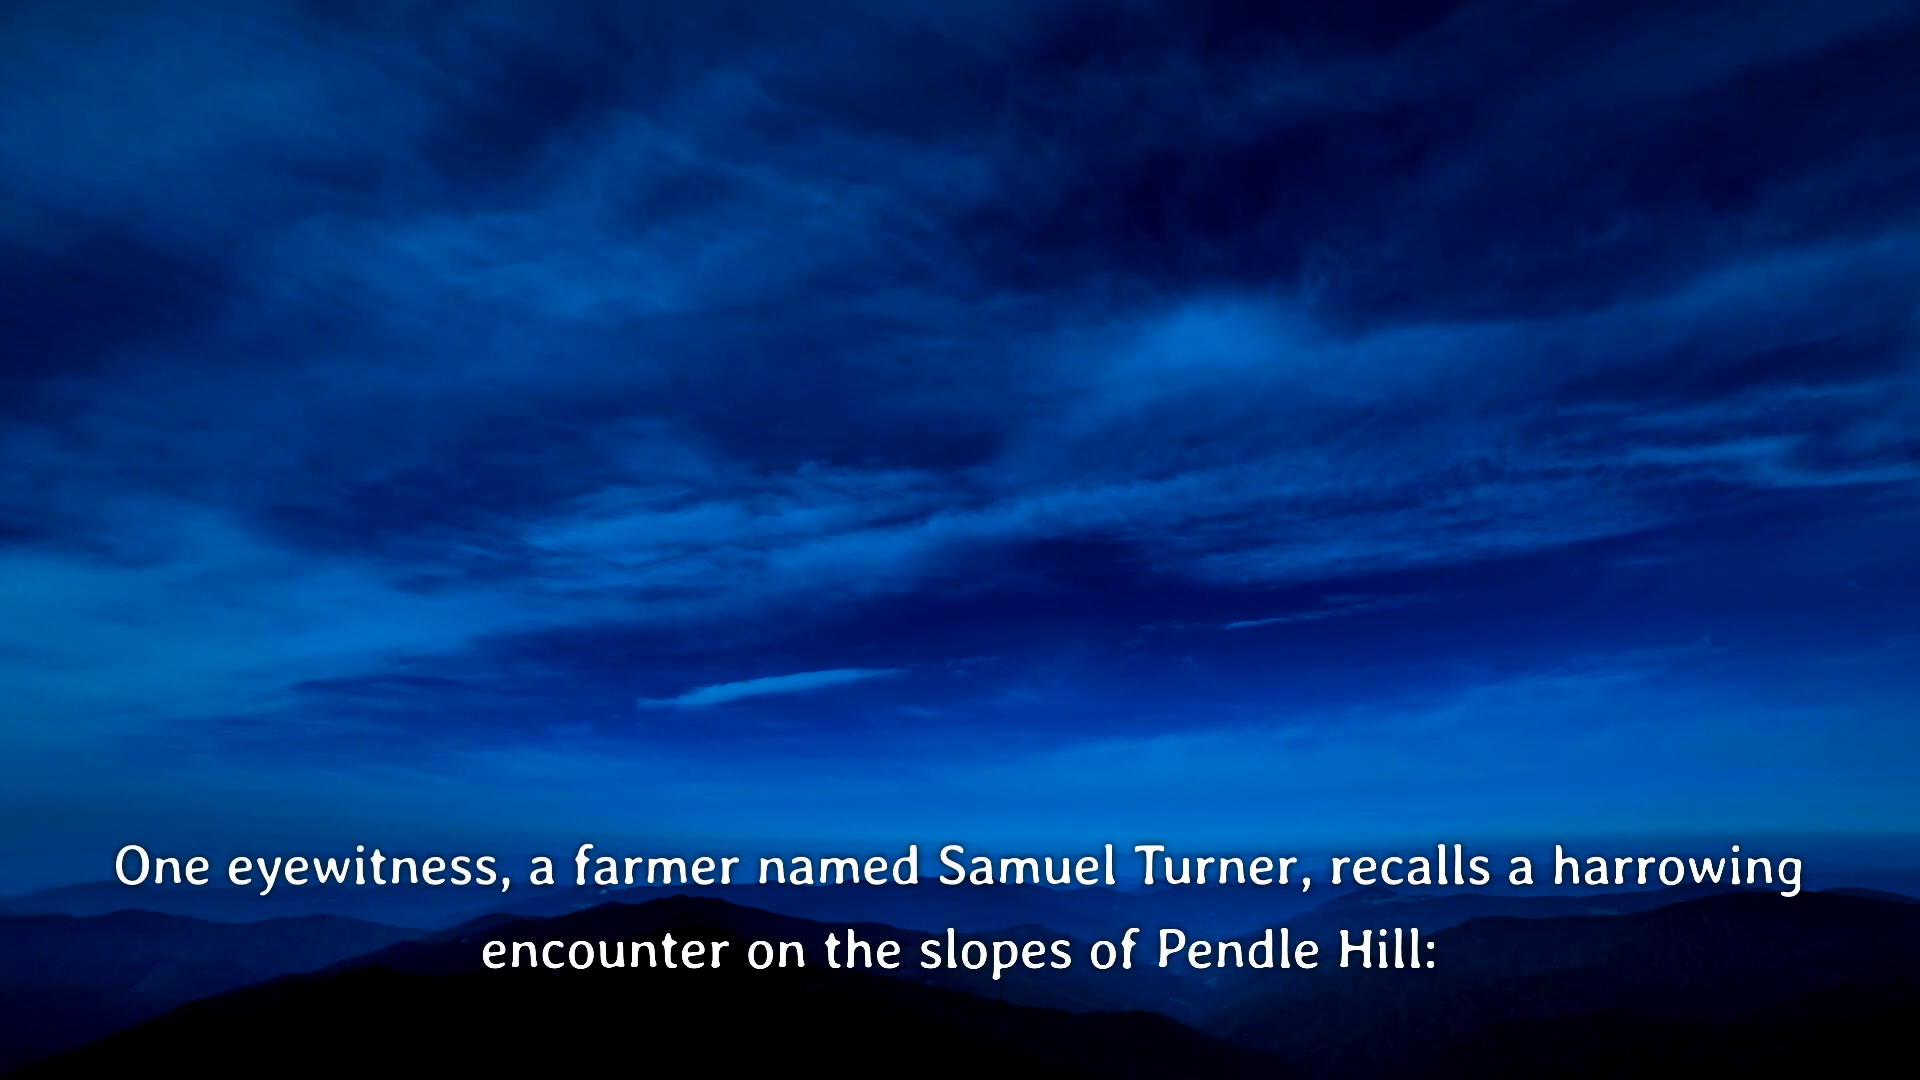 One eyewitness, a farmer named Samuel Turner, recalls a harrowing
encounter on the slopes of Pendle Hill: